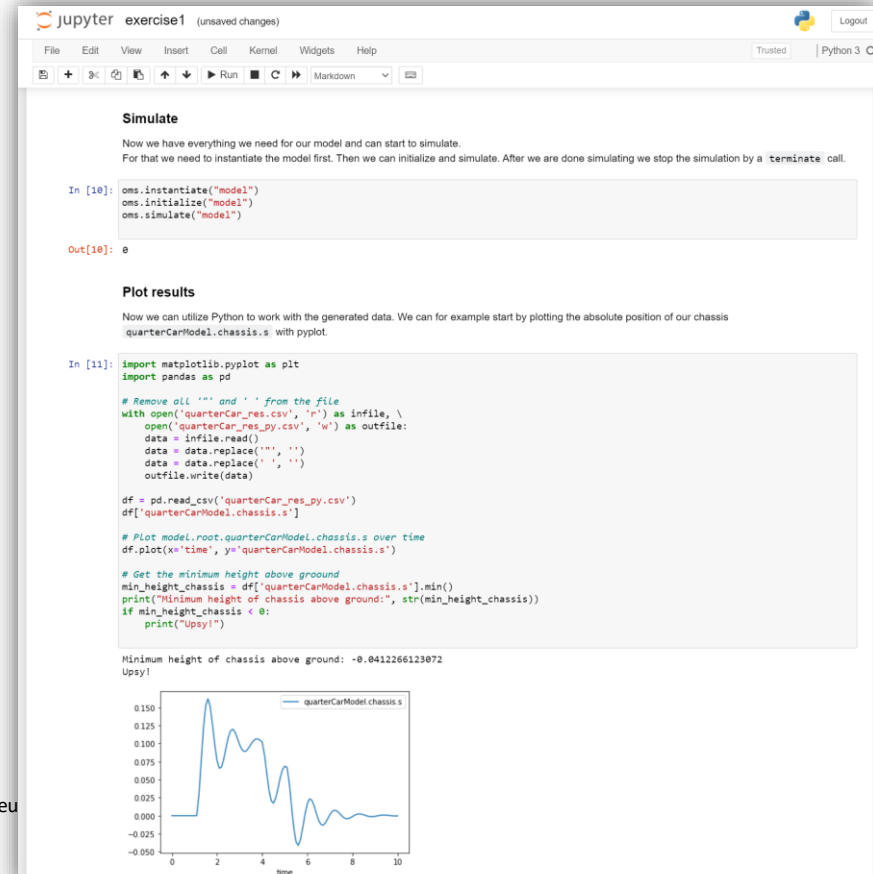 jupyter exercise1 (unsaved changes)
Logout
File Edit View Insert Cell Kernel Widgets Help
Trusted Python 3
Run Markdown
Simulate
Now we have everything we need for our model and can start to simulate.
For that we need to instantiate the model first. Then we can initialize and simulate. After we are done simulating we stop the simulation by a terminate call.
In [10]: oms.instantiate("model")
oms.initialize("model")
oms.simulate("model")
Out[10]: 0
Plot results
Now we can utilize Python to work with the generated data. We can for example start by plotting the absolute position of our chassis
quarterCarModel.chassis.s with pyplot.
In [11]: import matplotlib.pyplot as plt
import pandas as pd
# Remove all '"' and ' ' from the file
with open('quarterCar_res.csv', 'r') as infile, \
    open('quarterCar_res_py.csv', 'w') as outfile:
    data = infile.read()
    data = data.replace('"', '')
    data = data.replace(' ', '')
    outfile.write(data)
df = pd.read_csv('quarterCar_res_py.csv')
df['quarterCarModel.chassis.s']
# Plot model.root.quarterCarModel.chassis.s over time
df.plot(x='time', y='quarterCarModel.chassis.s')
# Get the minimum height above groound
min_height_chassis = df['quarterCarModel.chassis.s'].min()
print("Minimum height of chassis above ground:", str(min_height_chassis))
if min_height_chassis < 0:
    print("Upsy!")
Minimum height of chassis above ground: -0.0412266123072
Upsy!
quarterCarModel.chassis.s
0.150
0.125
0.100
0.075
0.050
0.025
0.000
−0.025
−0.050
0 2 4 6 8 10
time
eu